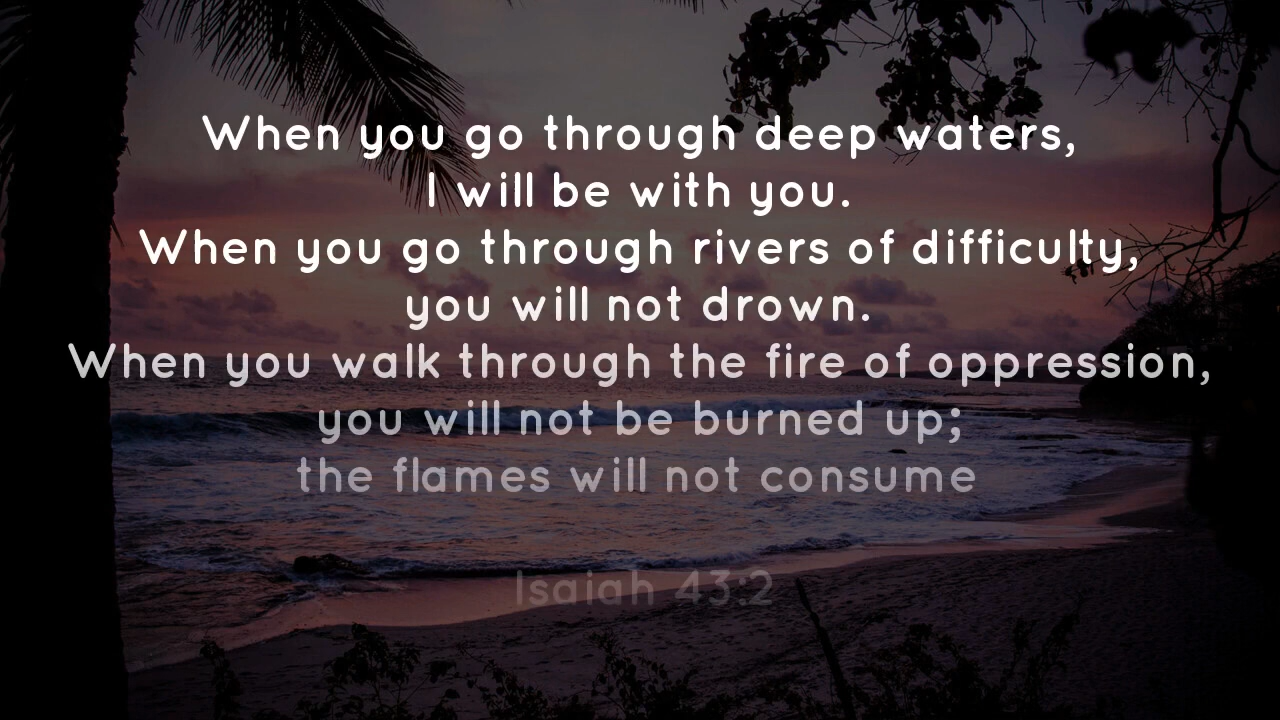 When you go through deep waters,
I will be with you.
When you go through rivers of difficulty,
you will not drown.
When you walk through the fire of oppression,
you will not be burned up;
the flames will not consume
Isaiah 43:2